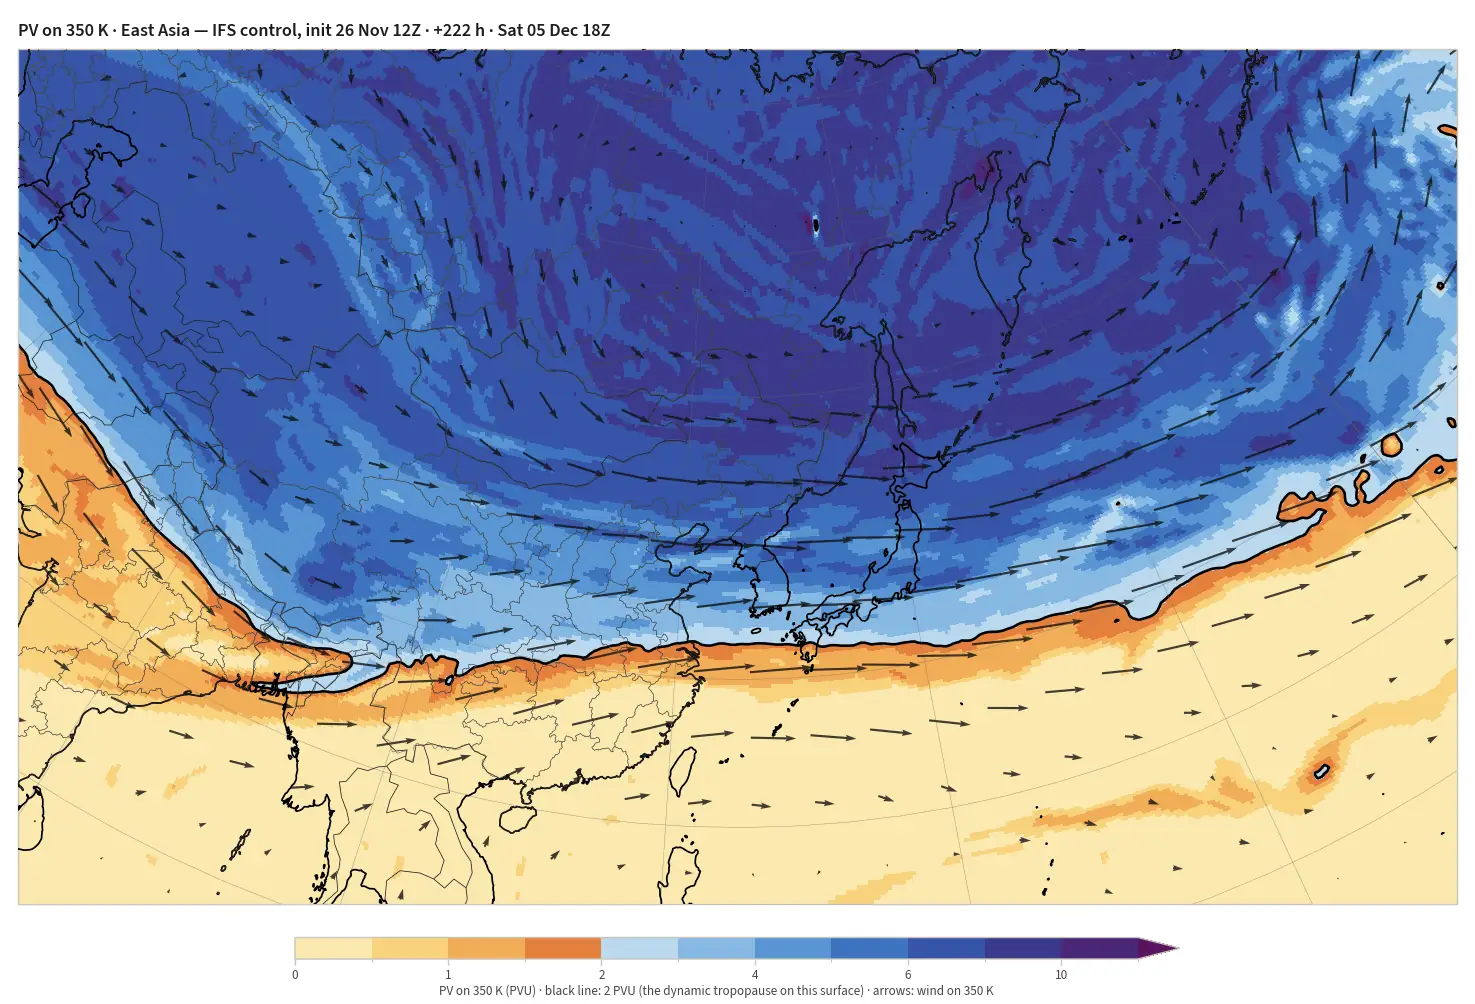 PV on 350 K · East Asia — IFS control, init 26 Nov 12Z · +222 h · Sat 05 Dec 18Z
0 1 2 4 6 10
PV on 350 K (PVU) · black line: 2 PVU (the dynamic tropopause on this surface) · arrows: wind on 350 K